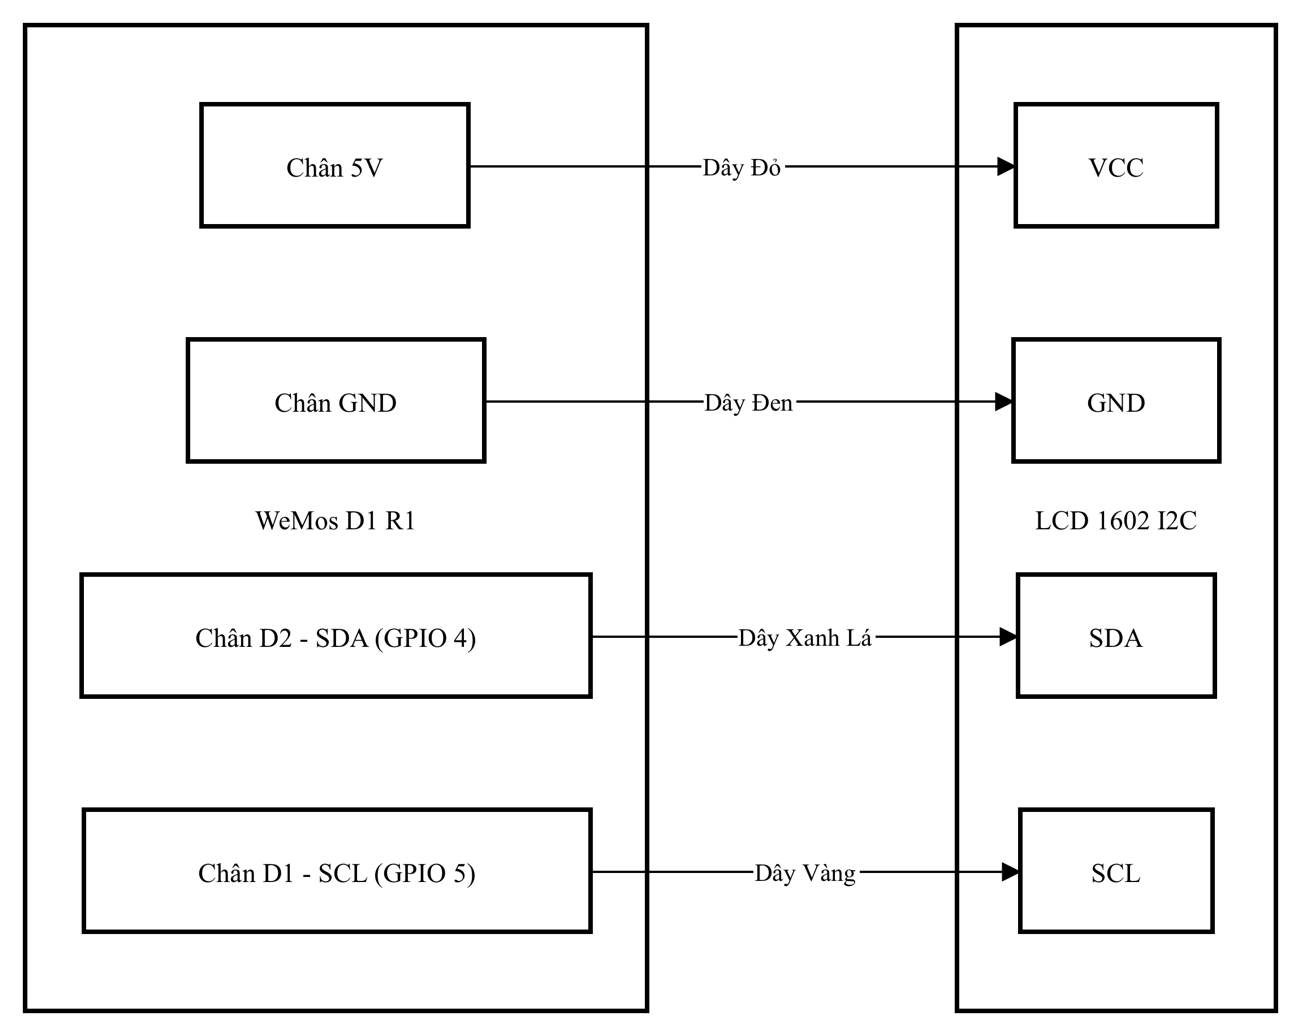 Chân 5V
Dây Đỏ
VCC
Chân GND
Dây Đen
GND
WeMos D1 R1
LCD 1602 I2C
Chân D2 - SDA (GPIO 4)
Dây Xanh Lá
SDA
Chân D1 - SCL (GPIO 5)
Dây Vàng
SCL